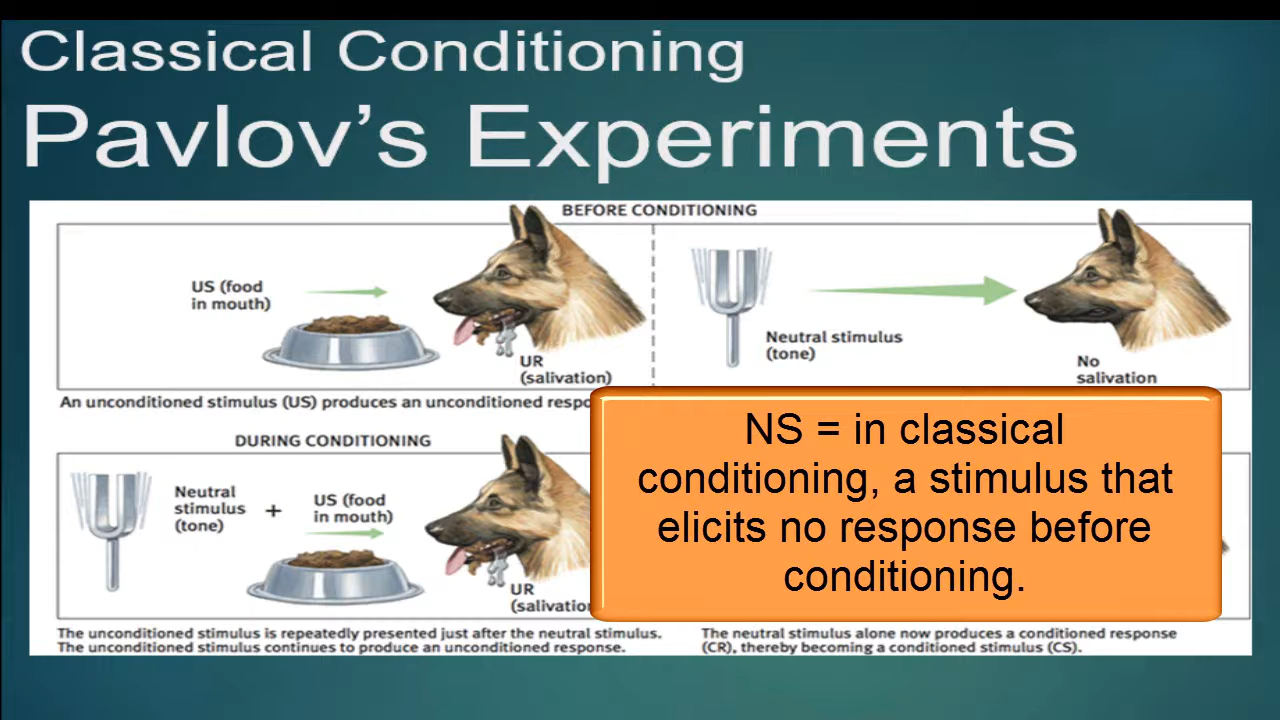 Classical Conditioning
Pavlov's Experiments
BEFORE CONDITIONING
US (food
in mouth)
UR
(salivation)
Neutral stimulus
(tone)
No
salivation
An unconditioned stimulus (US) produces an unconditioned
NS = in classical
conditioning, a stimulus that
elicits no response before
conditioning.
DURING CONDITIONING
Neutral
stimulus
(tone)
+
US (food
in mouth)
UR
The unconditioned stimulus is repeatedly presented just after the neutral stimulus.
The unconditioned stimulus continues to produce an unconditioned response.
The neutral stimulus alone now produces a conditioned response
(CR), thereby becoming a conditioned stimulus (CS).